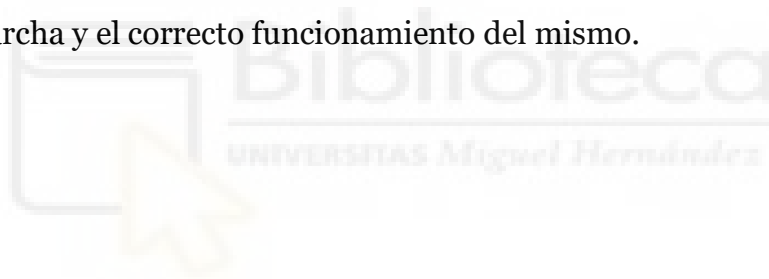 rcha y el correcto funcionamiento del mismo.
Biblioteca
UNIVERSITAS Miguel Hernández